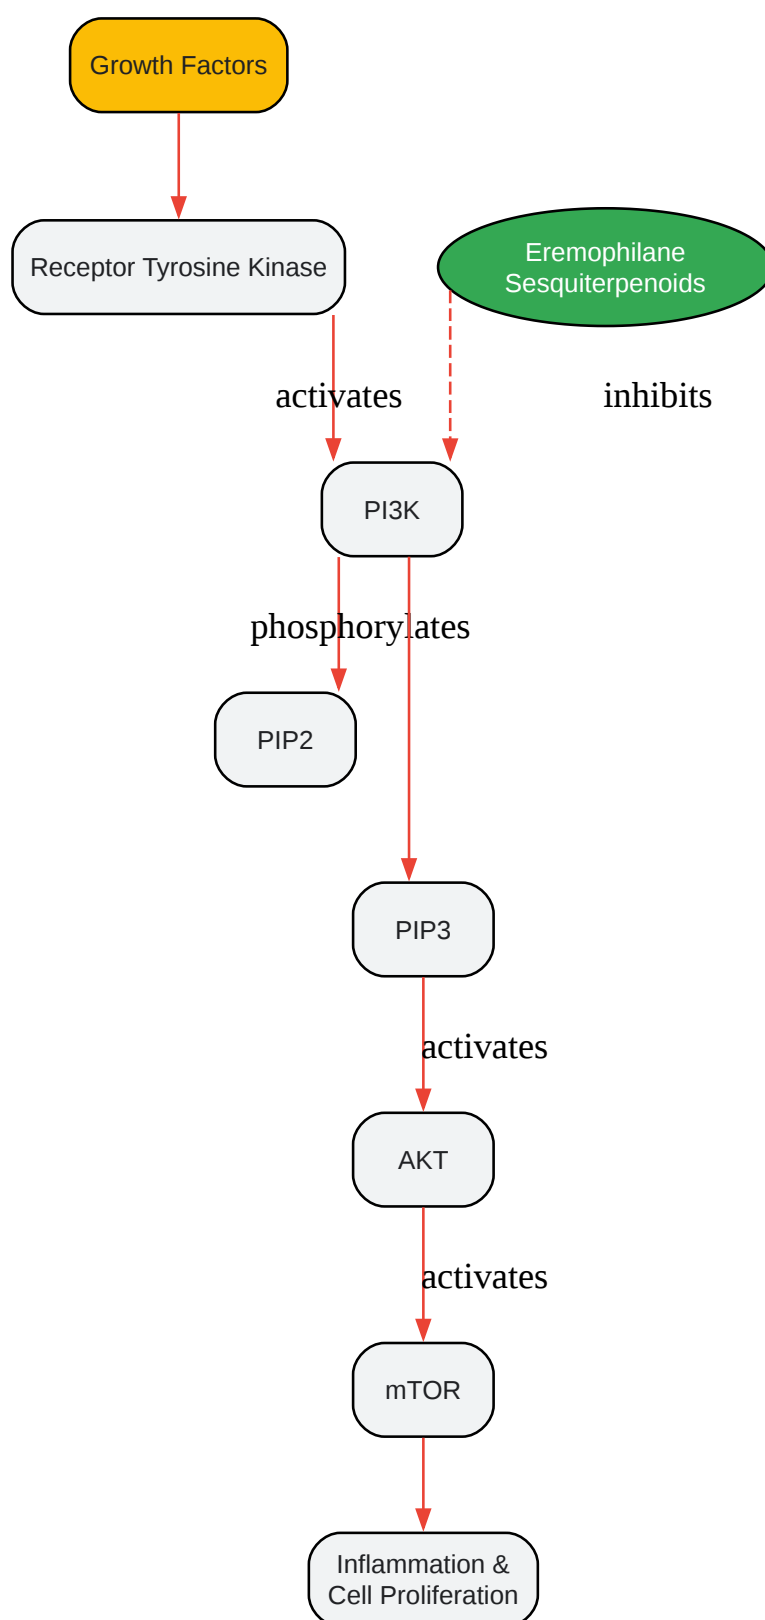 Growth Factors
Receptor Tyrosine Kinase
Eremophilane
Sesquiterpenoids
activates
inhibits
PI3K
phosphorylates
PIP2
PIP3
activates
AKT
activates
mTOR
Inflammation &
Cell Proliferation